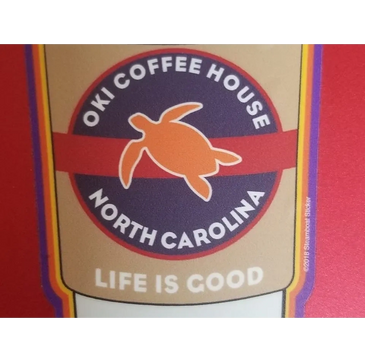 OKI COFFEE HOUSE
NORTH CAROLINA
LIFE IS GOOD
©2018 Steamboat Sticker